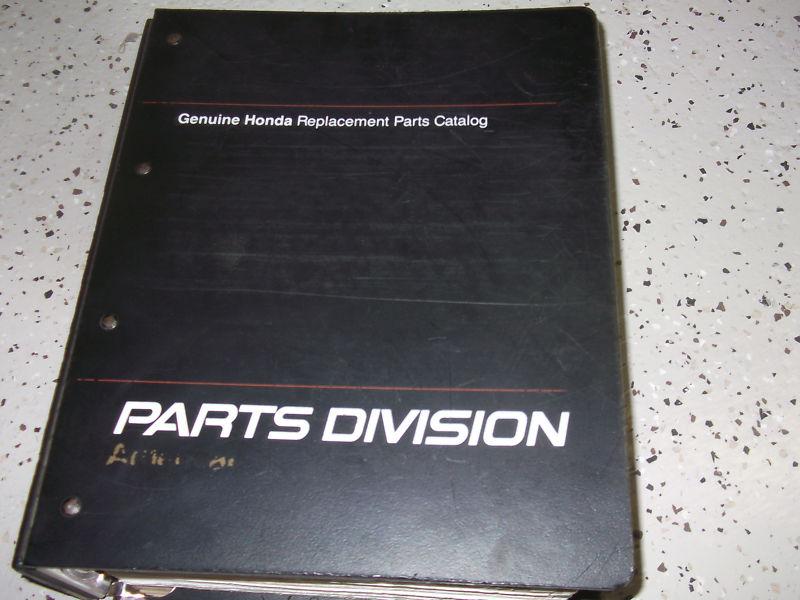 Genuine Honda Replacement Parts Catalog
PARTS DIVISION